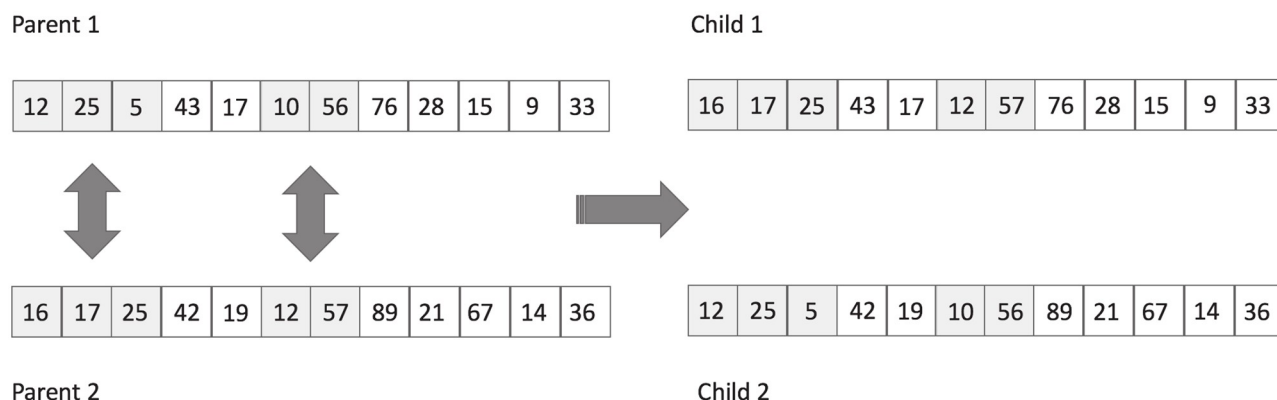 Parent 1
12 25 5 43 17 10 56 76 28 15 9 33
Parent 2
16 17 25 42 19 12 57 89 21 67 14 36
Child 1
16 17 25 43 17 12 57 76 28 15 9 33
Child 2
12 25 5 42 19 10 56 89 21 67 14 36